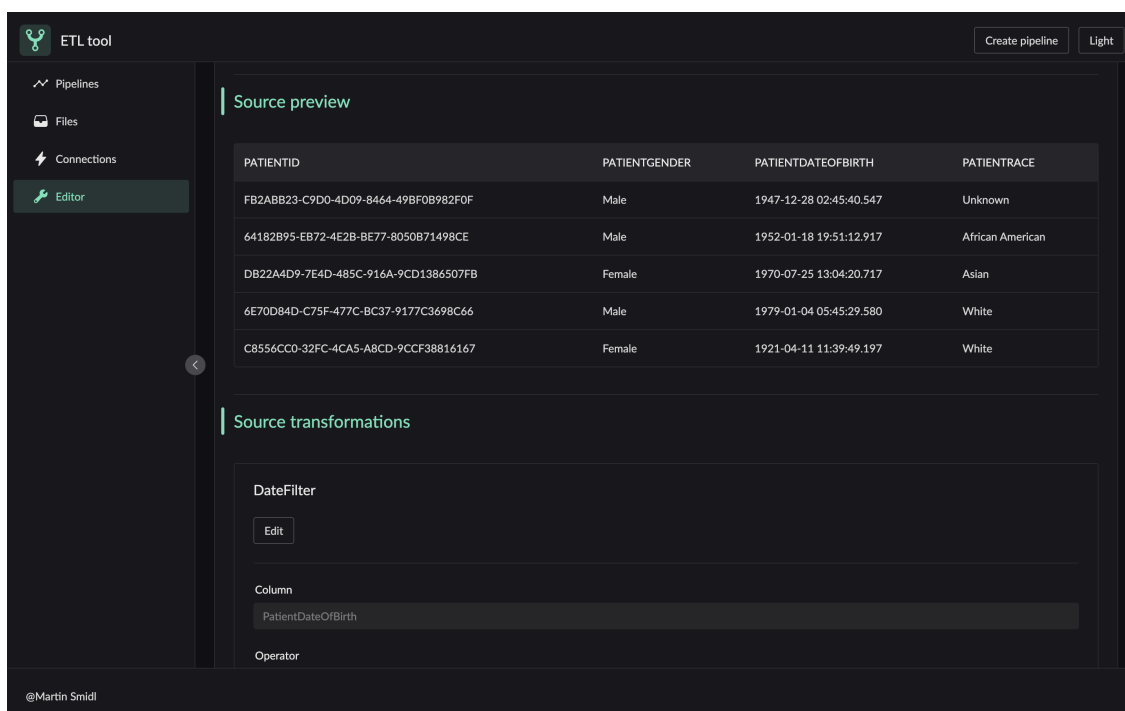 ETL tool
Create pipeline
Light
Pipelines
Files
Connections
Editor
Source preview
PATIENTID PATIENTGENDER PATIENTDATEOFBIRTH PATIENTRACE
FB2ABB23-C9D0-4D09-8464-49BF0B982F0F Male 1947-12-28 02:45:40.547 Unknown
64182B95-EB72-4E2B-BE77-8050B71498CE Male 1952-01-18 19:51:12.917 African American
DB22A4D9-7E4D-485C-916A-9CD1386507FB Female 1970-07-25 13:04:20.717 Asian
6E70D84D-C75F-477C-BC37-9177C3698C66 Male 1979-01-04 05:45:29.580 White
C8556CC0-32FC-4CA5-A8CD-9CCF38816167 Female 1921-04-11 11:39:49.197 White
Source transformations
DateFilter
Edit
Column
PatientDateOfBirth
Operator
@Martin Smidl